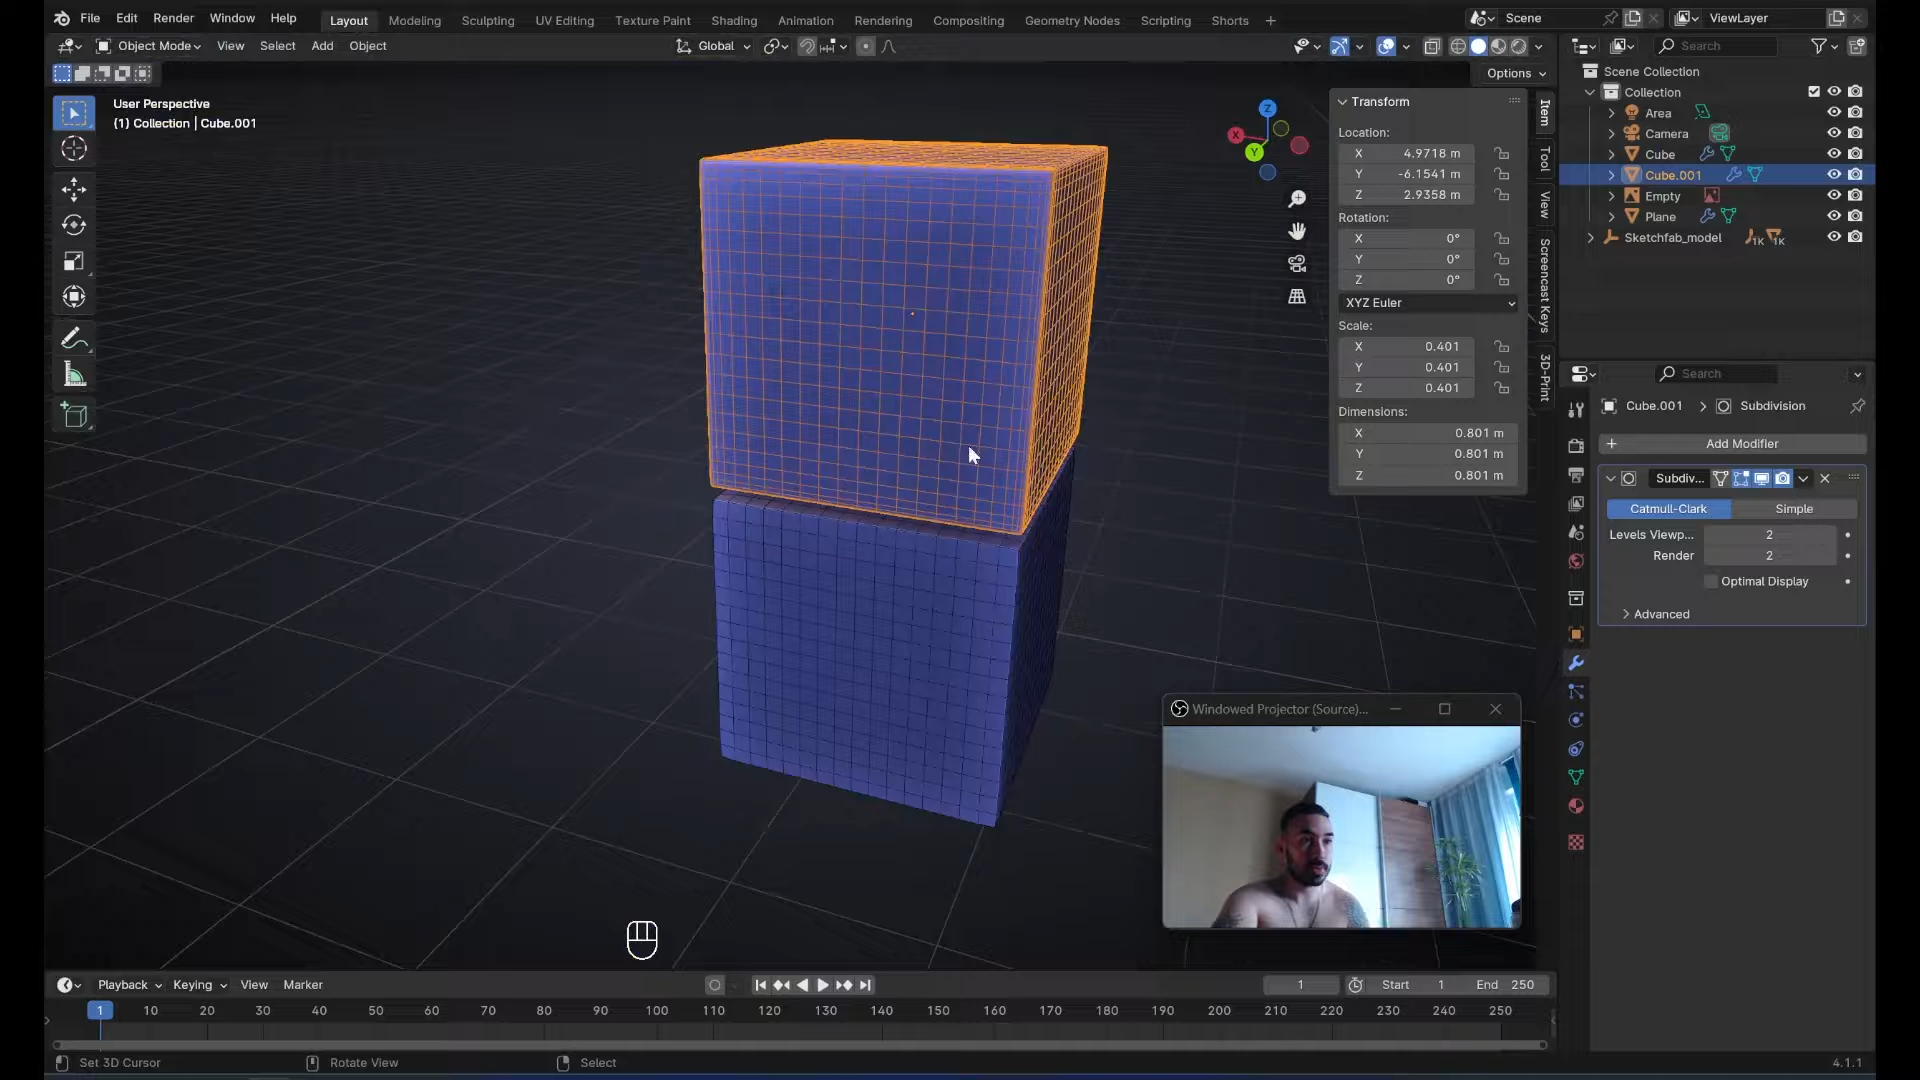 File Edit Render Window Help Layout Modeling Sculpting UV Editing Texture Paint Shading Animation Rendering Compositing Geometry Nodes Scripting Shorts + Scene ViewLayer
Object Mode View Select Add Object Global Search
Options
User Perspective
(1) Collection | Cube.001
Z
X
Y
Transform
Location:
X 4.9718 m
Y -6.1541 m
Z 2.9358 m
Rotation:
X 0°
Y 0°
Z 0°
XYZ Euler
Scale:
X 0.401
Y 0.401
Z 0.401
Dimensions:
X 0.801 m
Y 0.801 m
Z 0.801 m
Item
Tool
View
Screencast Keys
3D-Print
Scene Collection
Collection
Area
Camera
Cube
Cube.001
Empty
Plane
Sketchfab_model 1K 1K
Search
Cube.001 > Subdivision
+ Add Modifier
Subdiv...
Catmull-Clark Simple
Levels Viewp... 2
Render 2
Optimal Display
Advanced
Windowed Projector (Source)...
Playback Keying View Marker 1 Start 1 End 250
1 10 20 30 40 50 60 70 80 90 100 110 120 130 140 150 160 170 180 190 200 210 220 230 240 250
Set 3D Cursor Rotate View Select 4.1.1